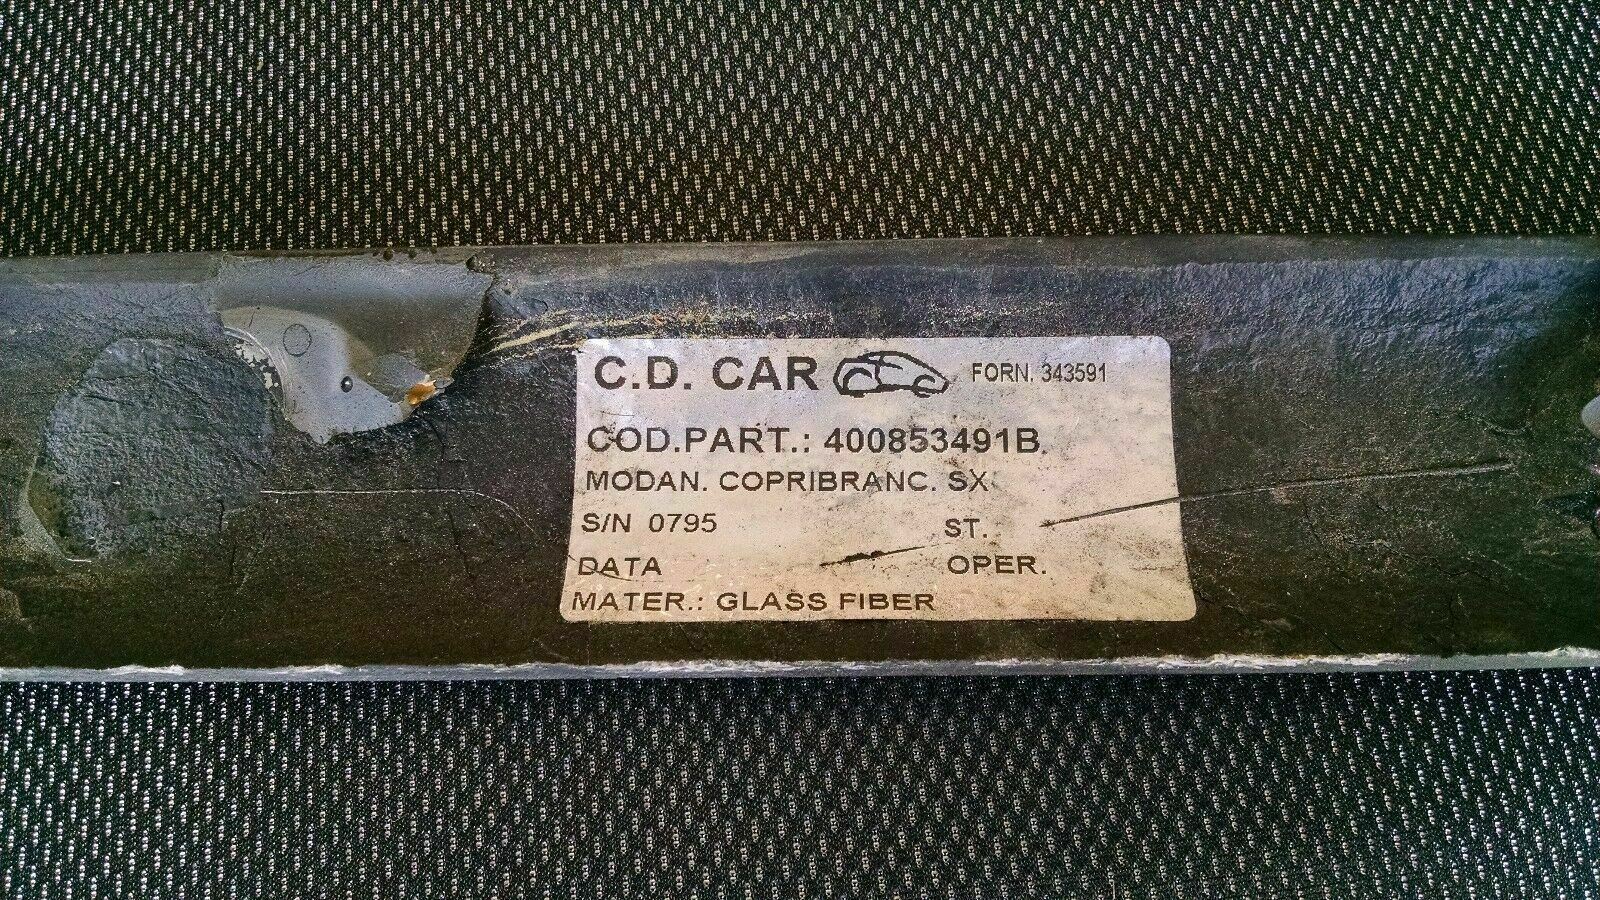 C.D. CAR FORN. 343591
COD.PART.: 400853491B
MODAN. COPRIBRANC. SX
S/N 0795 ST.
DATA OPER.
MATER.: GLASS FIBER